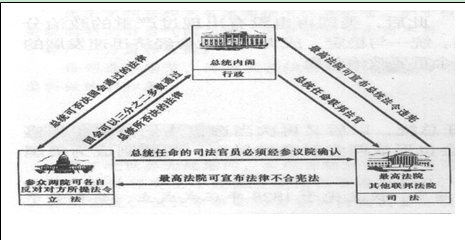 总统内阁
行政
总统可否决国会通过的法律
国会可以三分之二多数通过
总统所否决的法律
最高法院可宣布总统法令违宪
总统任命联邦法官
总统任命的司法官员必须经参议院确认
最高法院可宣布法律不合宪法
参众两院可各自
反对对方所提法令
立 法
最高法院
其他联邦法院
司 法